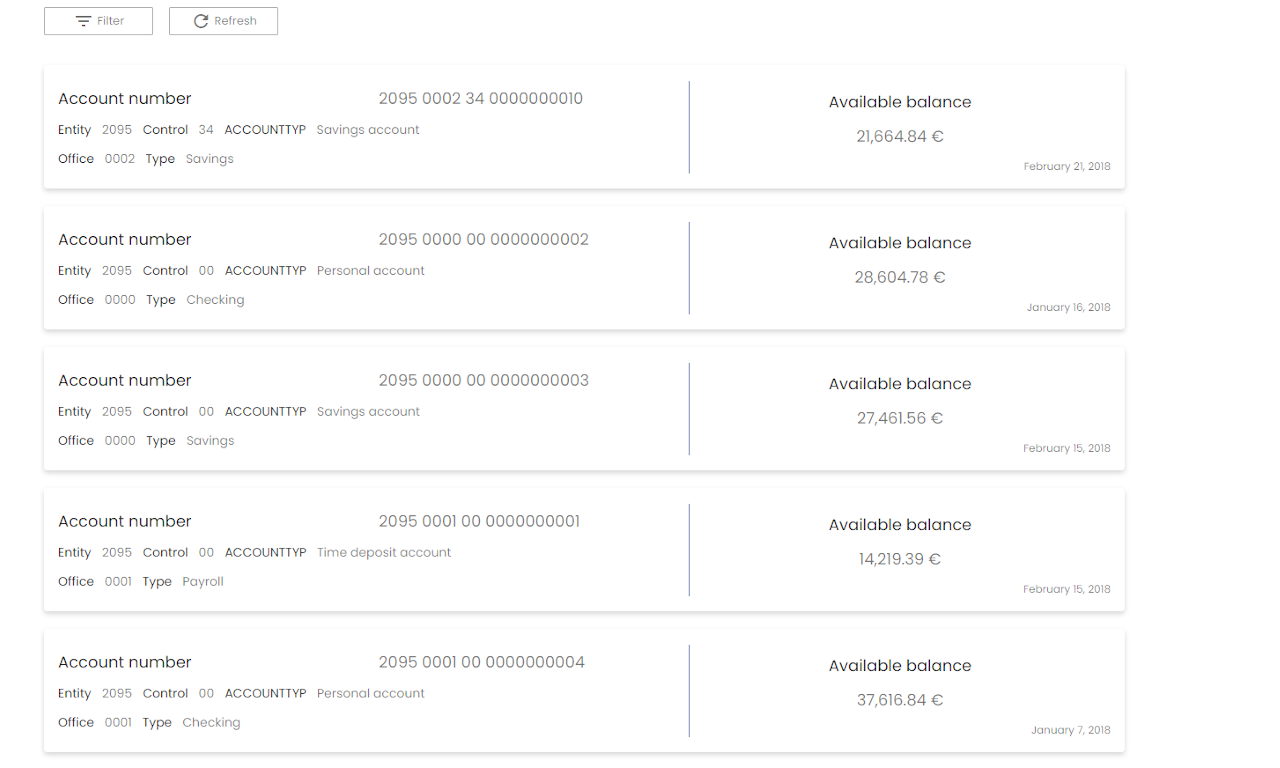 Filter Refresh
Account number 2095 0002 34 0000000010 Available balance
Entity 2095 Control 34 ACCOUNTTYP Savings account 21,664.84 €
Office 0002 Type Savings February 21, 2018
Account number 2095 0000 00 0000000002 Available balance
Entity 2095 Control 00 ACCOUNTTYP Personal account 28,604.78 €
Office 0000 Type Checking January 16, 2018
Account number 2095 0000 00 0000000003 Available balance
Entity 2095 Control 00 ACCOUNTTYP Savings account 27,461.56 €
Office 0000 Type Savings February 15, 2018
Account number 2095 0001 00 0000000001 Available balance
Entity 2095 Control 00 ACCOUNTTYP Time deposit account 14,219.39 €
Office 0001 Type Payroll February 15, 2018
Account number 2095 0001 00 0000000004 Available balance
Entity 2095 Control 00 ACCOUNTTYP Personal account 37,616.84 €
Office 0001 Type Checking January 7, 2018